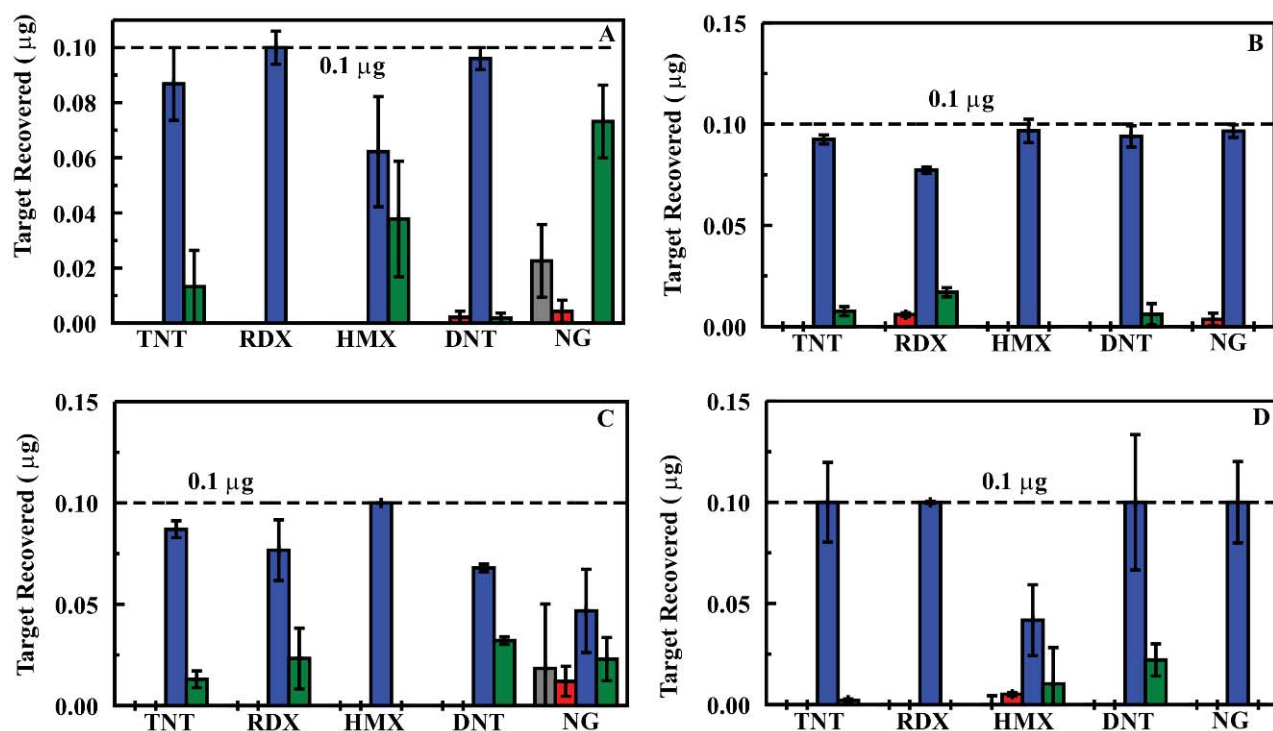 A
Target Recovered ( µg)
0.10
0.08
0.06
0.04
0.02
0.00
0.1 µg
TNT RDX HMX DNT NG
B
Target Recovered ( µg)
0.15
0.10
0.05
0.00
0.1 µg
TNT RDX HMX DNT NG
C
Target Recovered ( µg)
0.15
0.10
0.05
0.00
0.1 µg
TNT RDX HMX DNT NG
D
Target Recovered ( µg)
0.15
0.10
0.05
0.00
0.1 µg
TNT RDX HMX DNT NG